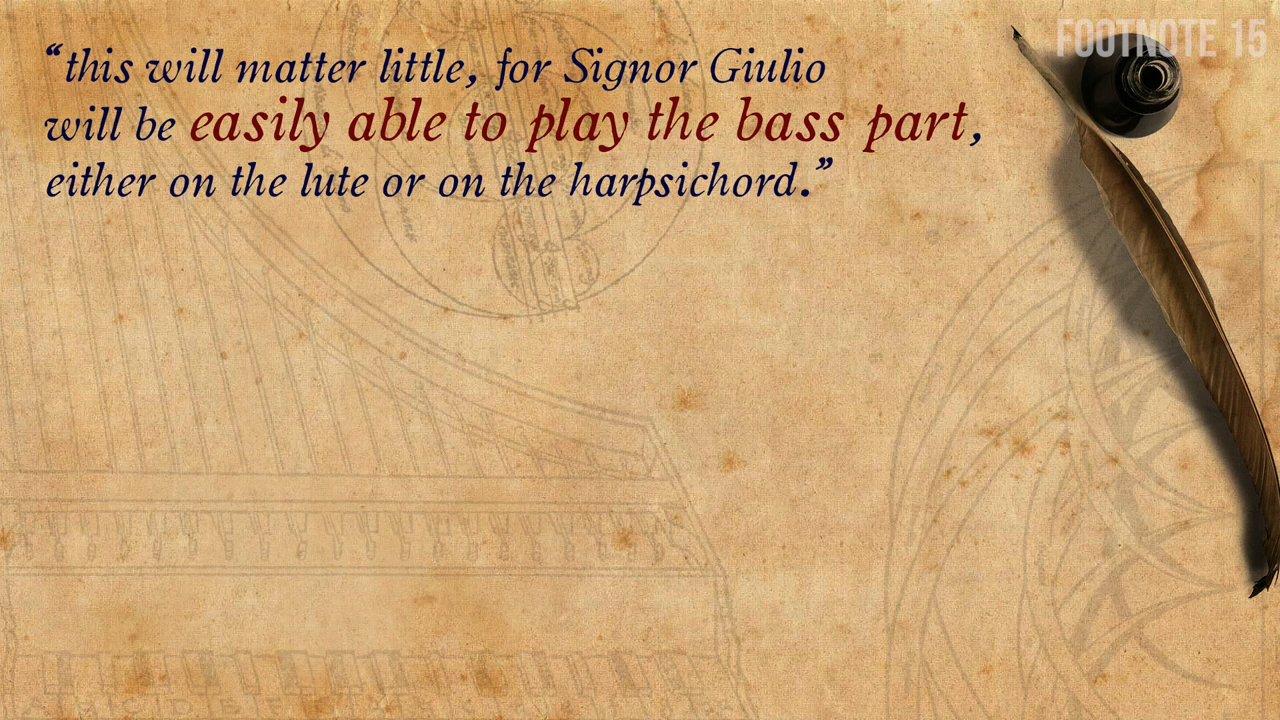 FOOTNOTE 15
“this will matter little, for Signor Giulio
will be easily able to play the bass part,
either on the lute or on the harpsichord.”